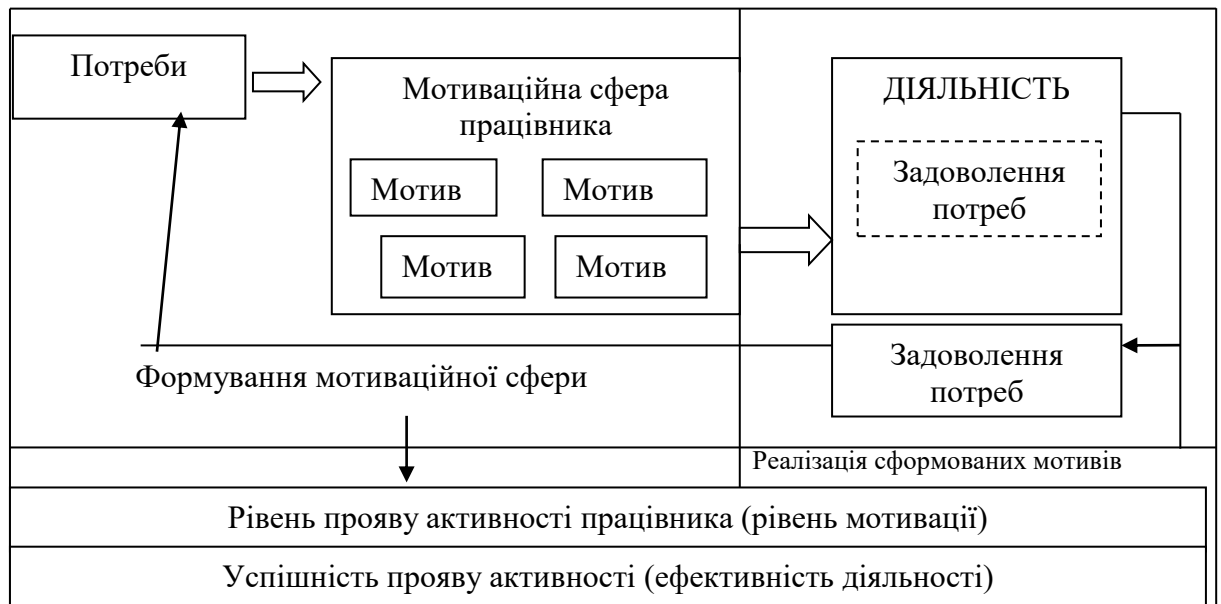 Потреби
Мотиваційна сфера
працівника
Мотив
Мотив
Мотив
Мотив
ДІЯЛЬНІСТЬ
Задоволення
потреб
Задоволення
потреб
Формування мотиваційної сфери
Реалізація сформованих мотивів
Рівень прояву активності працівника (рівень мотивації)
Успішність прояву активності (ефективність діяльності)